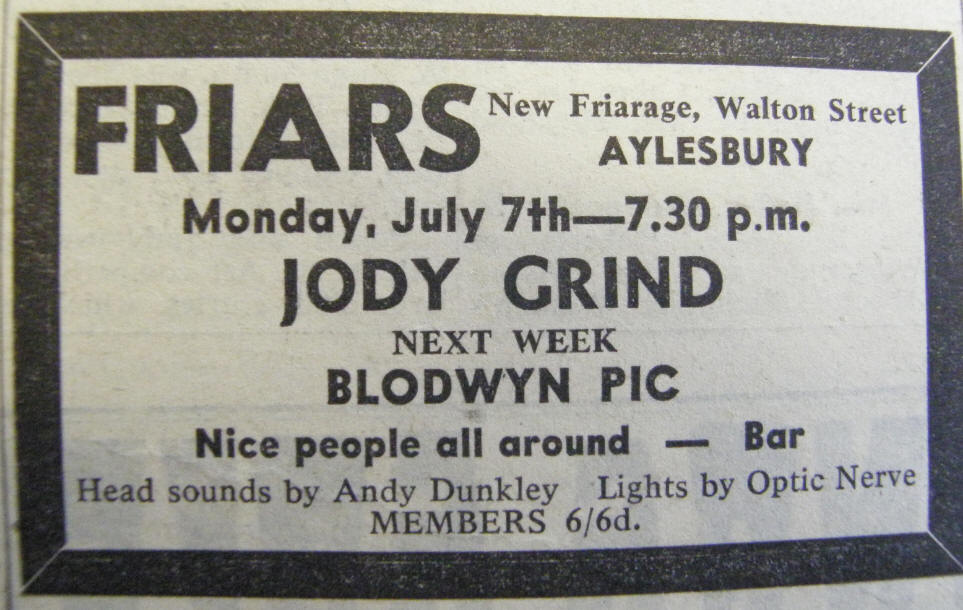 FRIARS New Friarage, Walton Street
AYLESBURY
Monday, July 7th—7.30 p.m.
JODY GRIND
NEXT WEEK
BLODWYN PIC
Nice people all around — Bar
Head sounds by Andy Dunkley Lights by Optic Nerve
MEMBERS 6/6d.